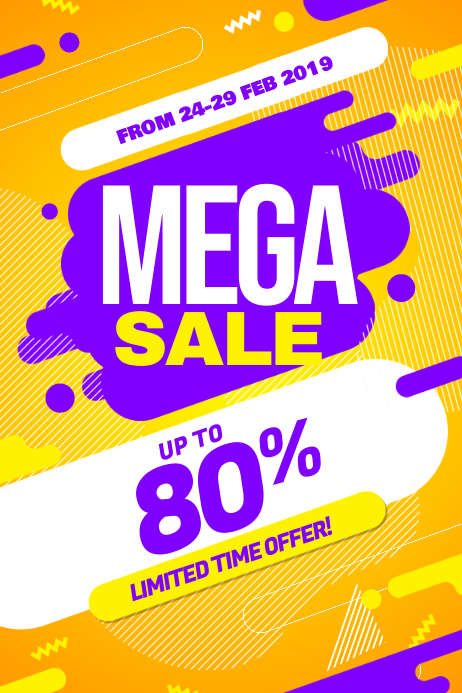 FROM 24-29 FEB 2019
MEGA
SALE
UP TO
80%
LIMITED TIME OFFER!